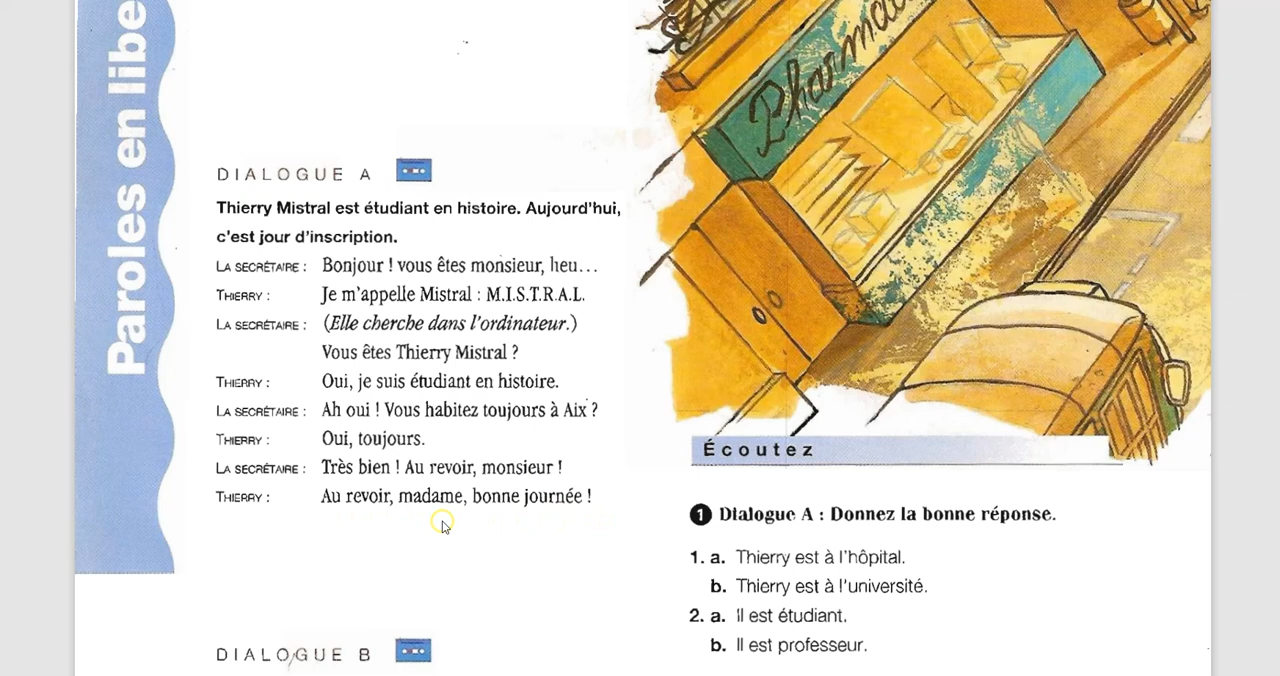 Paroles en libe
Pharma
DIALOGUE A
Thierry Mistral est étudiant en histoire. Aujourd'hui,
c'est jour d'inscription.
LA SECRÉTAIRE : Bonjour ! vous êtes monsieur, heu…
THIERRY : Je m'appelle Mistral : M.I.S.T.R.A.L.
LA SECRÉTAIRE : (Elle cherche dans l'ordinateur.)
Vous êtes Thierry Mistral ?
THIERRY : Oui, je suis étudiant en histoire.
LA SECRÉTAIRE : Ah oui ! Vous habitez toujours à Aix ?
THIERRY : Oui, toujours.
LA SECRÉTAIRE : Très bien ! Au revoir, monsieur !
THIERRY : Au revoir, madame, bonne journée !
DIALOGUE B
Écoutez
1 Dialogue A : Donnez la bonne réponse.
1. a. Thierry est à l'hôpital.
b. Thierry est à l'université.
2. a. Il est étudiant.
b. Il est professeur.